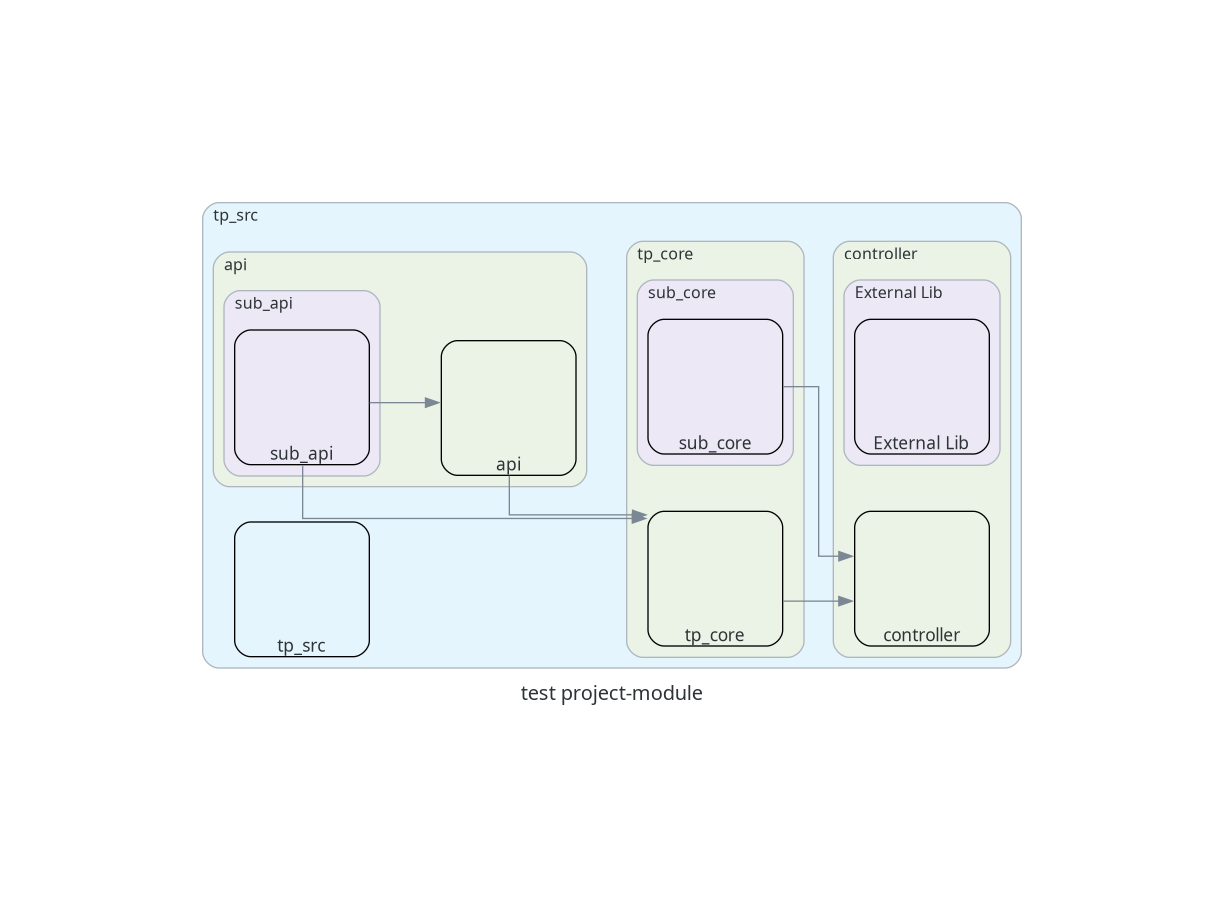 tp_src
api
sub_api
sub_api
api
tp_src
tp_core
sub_core
sub_core
tp_core
controller
External Lib
External Lib
controller
test project-module